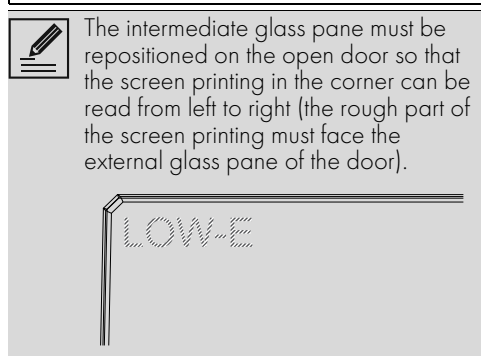 The intermediate glass pane must be
repositioned on the open door so that
the screen printing in the corner can be
read from left to right (the rough part of
the screen printing must face the
external glass pane of the door).
LOW-E